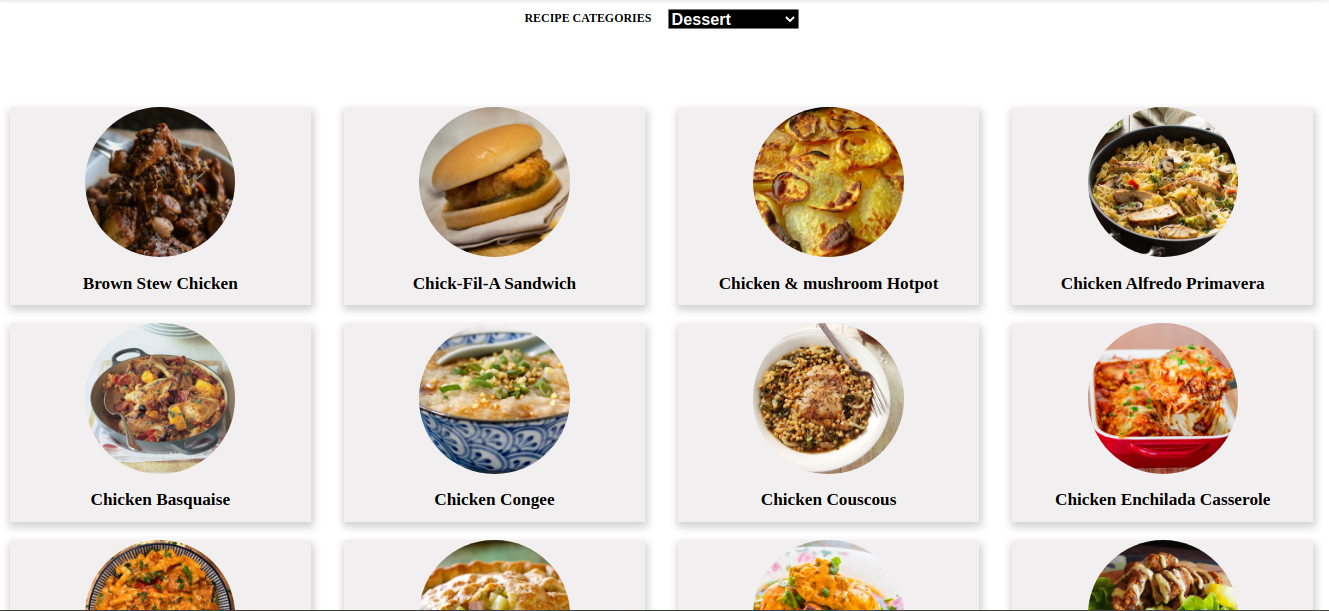 RECIPE CATEGORIES Dessert
Brown Stew Chicken
Chick-Fil-A Sandwich
Chicken & mushroom Hotpot
Chicken Alfredo Primavera
Chicken Basquaise
Chicken Congee
Chicken Couscous
Chicken Enchilada Casserole